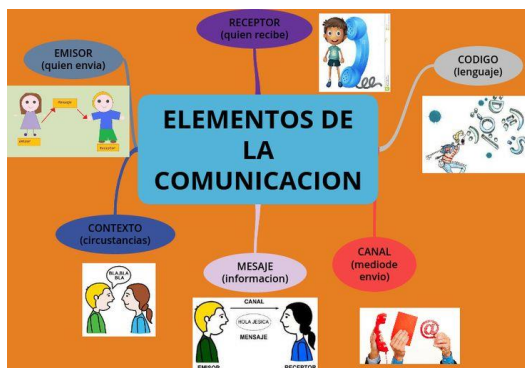 RECEPTOR
(quien recibe)
EMISOR
(quien envia)
CODIGO
(lenguaje)
ELEMENTOS DE
LA
COMUNICACION
CONTEXTO
(circustancias)
MESAJE
(informacion)
CANAL
(mediode
envio)
BLA,BLA
BLA
CANAL
HOLA JESICA
MENSAJE
EMISOR
RECEPTOR